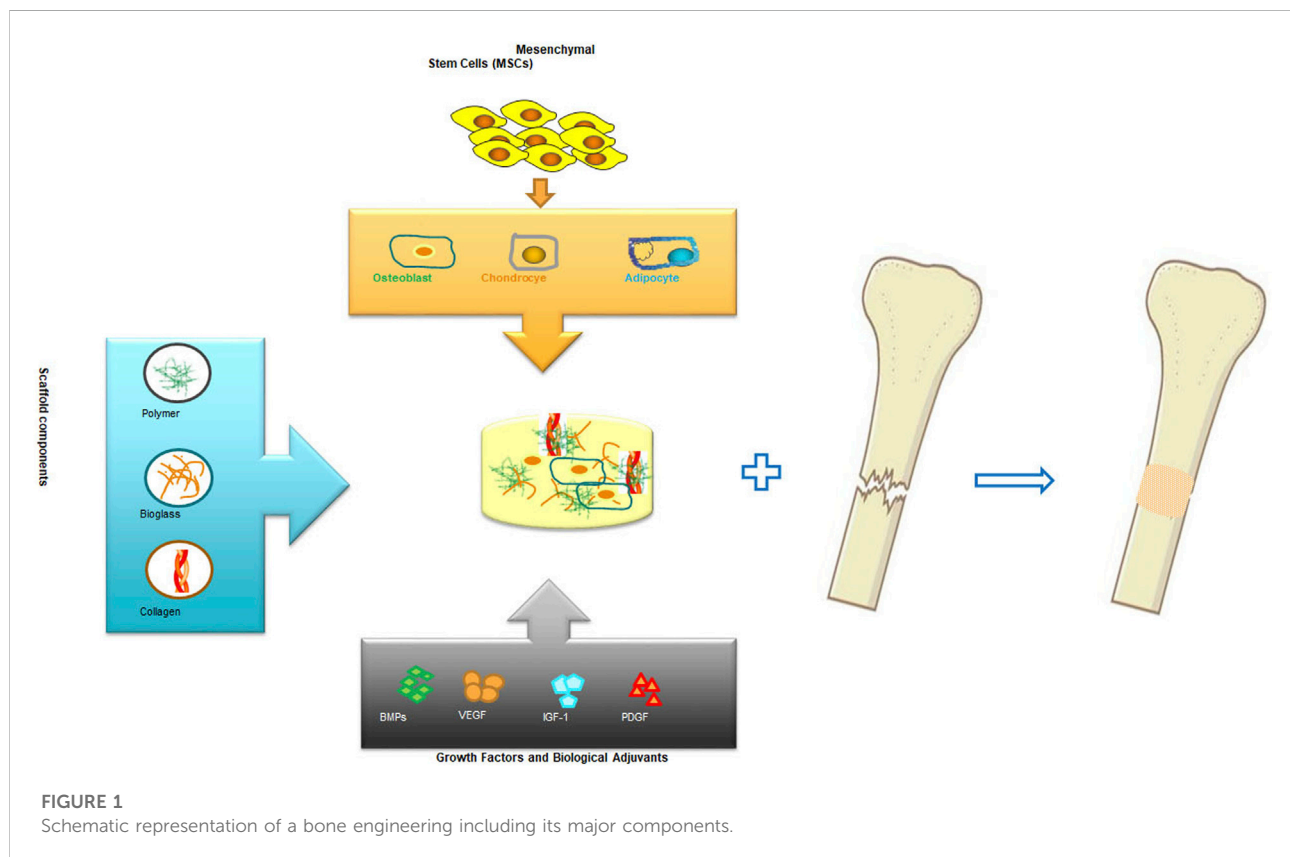 Mesenchymal
Stem Cells (MSCs)
Osteoblast
Chondrocye
Adipocyte
Scaffold components
Polymer
Bioglass
Collagen
BMPs
VEGF
IGF-1
PDGF
Growth Factors and Biological Adjuvants
FIGURE 1
Schematic representation of a bone engineering including its major components.